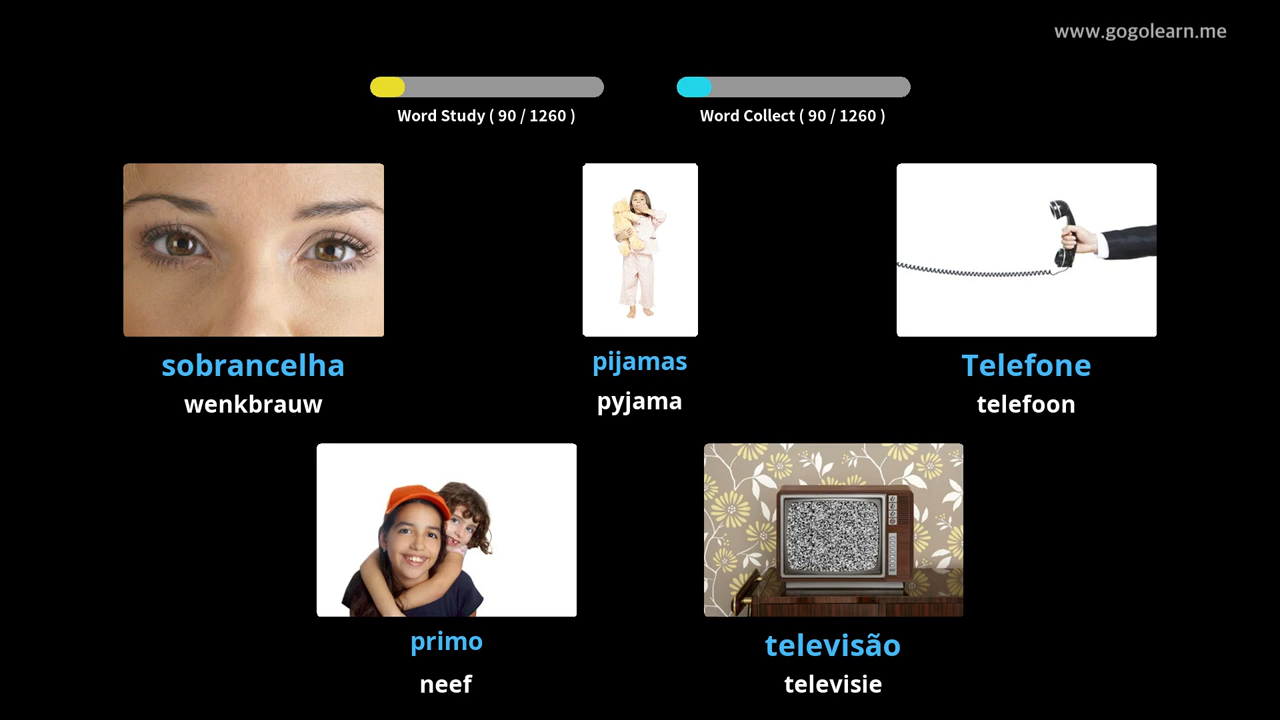 www.gogolearn.me
Word Study ( 90 / 1260 )
Word Collect ( 90 / 1260 )
sobrancelha
wenkbrauw
pijamas
pyjama
Telefone
telefoon
primo
neef
televisão
televisie